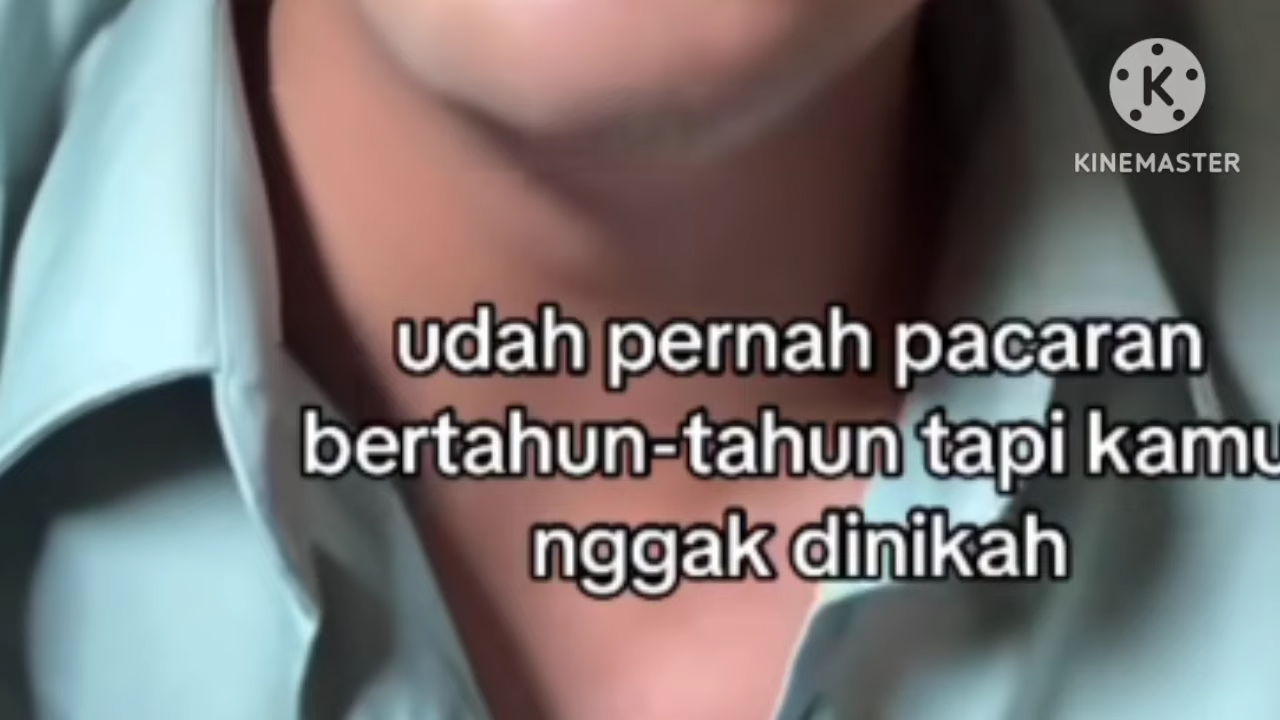 KINEMASTER
udah pernah pacaran
bertahun-tahun tapi kamu
nggak dinikah